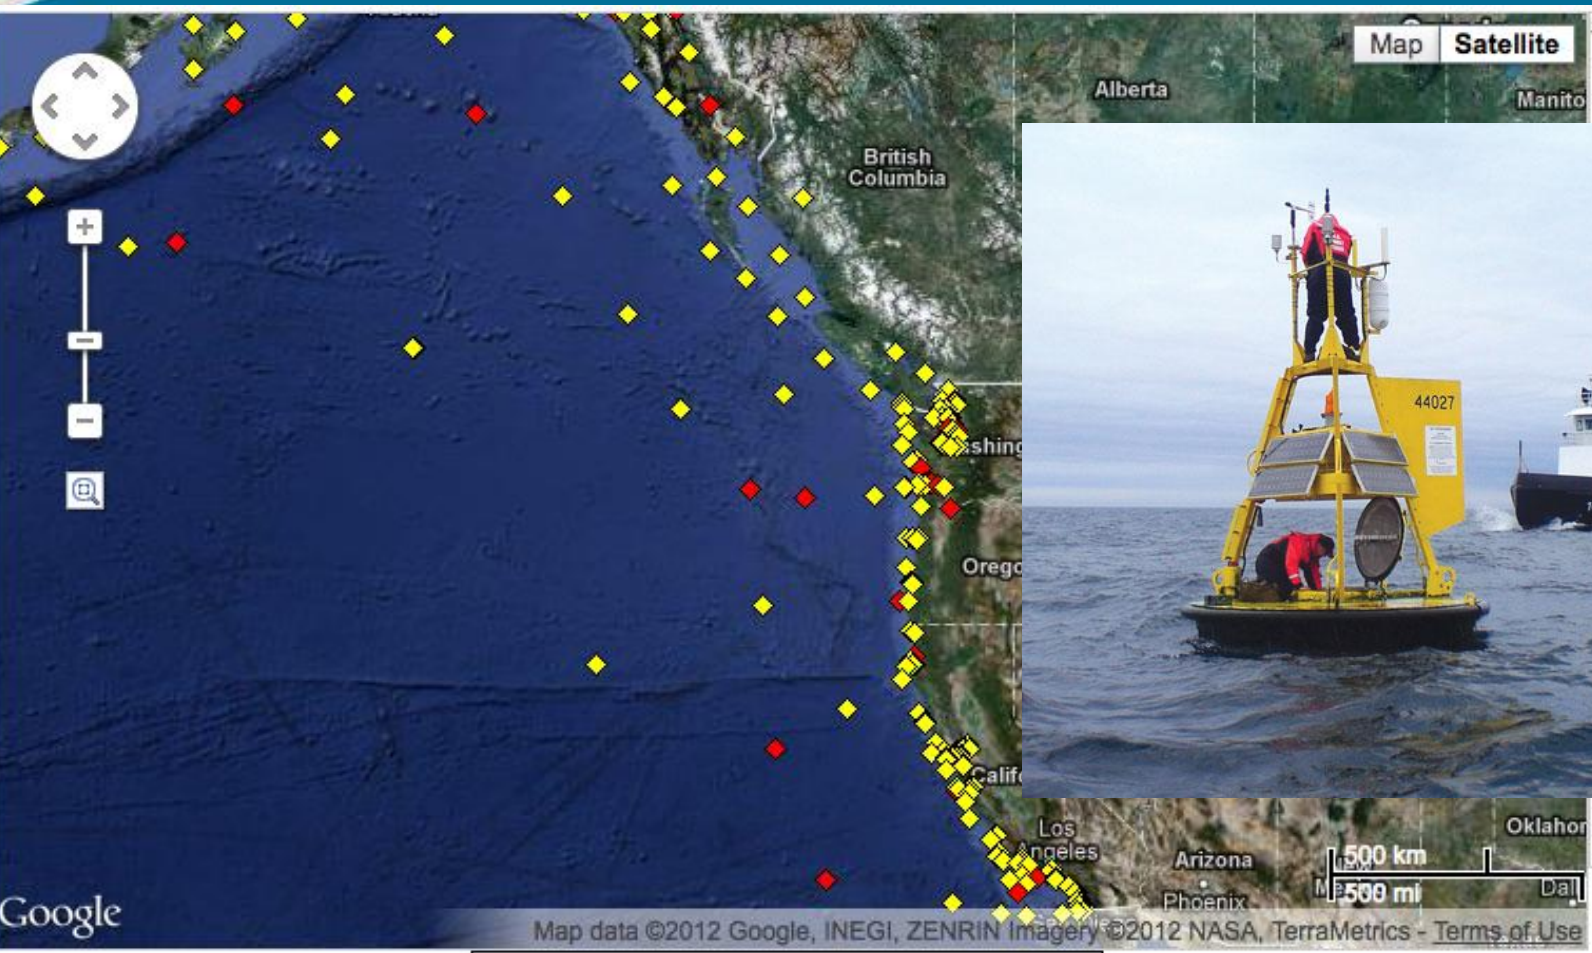 Map Satellite
Alberta
Manito
British
Columbia
44027
shing
Orego
Califo
Los
Angeles
Oklahor
Arizona
500 km
500 mi
Phoenix
Dal
Google
Map data ©2012 Google, INEGI, ZENRIN Imagery ©2012 NASA, TerraMetrics - Terms of Use